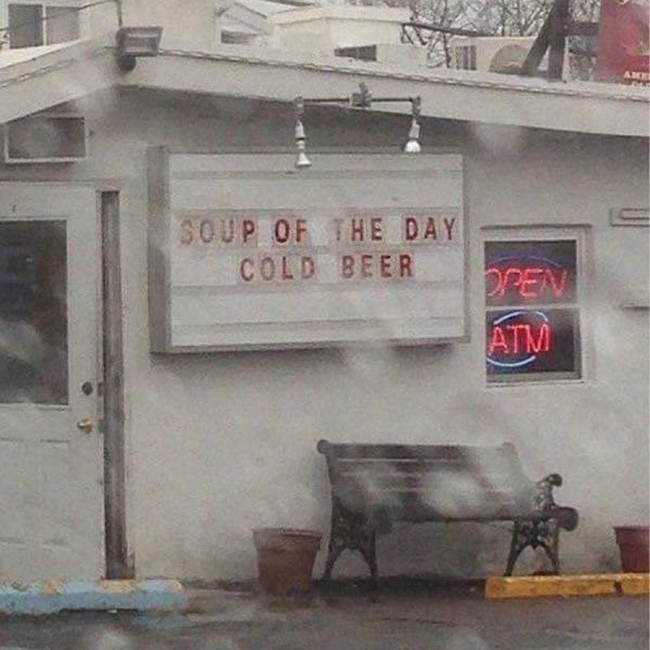 SOUP OF THE DAY
COLD BEER
OPEN
ATM